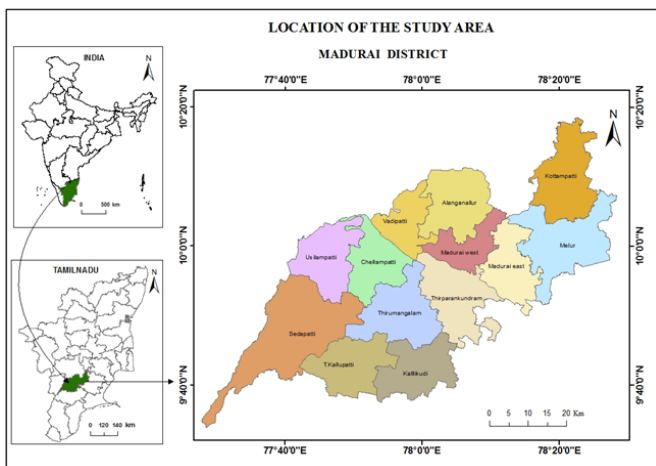 LOCATION OF THE STUDY AREA
MADURAI DISTRICT
INDIA
N
0 500 km
TAMILNADU
N
0 120 140 km
77°40'0"E 78°0'0"E 78°20'0"E
10°20'0"N 10°20'0"N
N
Kottampatti
Alanganallur
Vadipatti
10°0'0"N 10°0'0"N
Melur
Madurai west
Usilampatti
Chellampatti
Madurai east
Thirparankundram
Thirumangalam
Sedapatti
T.Kallupatti
Kallikudi
9°40'0"N 9°40'0"N
0 5 10 15 20 Km
77°40'0"E 78°0'0"E 78°20'0"E